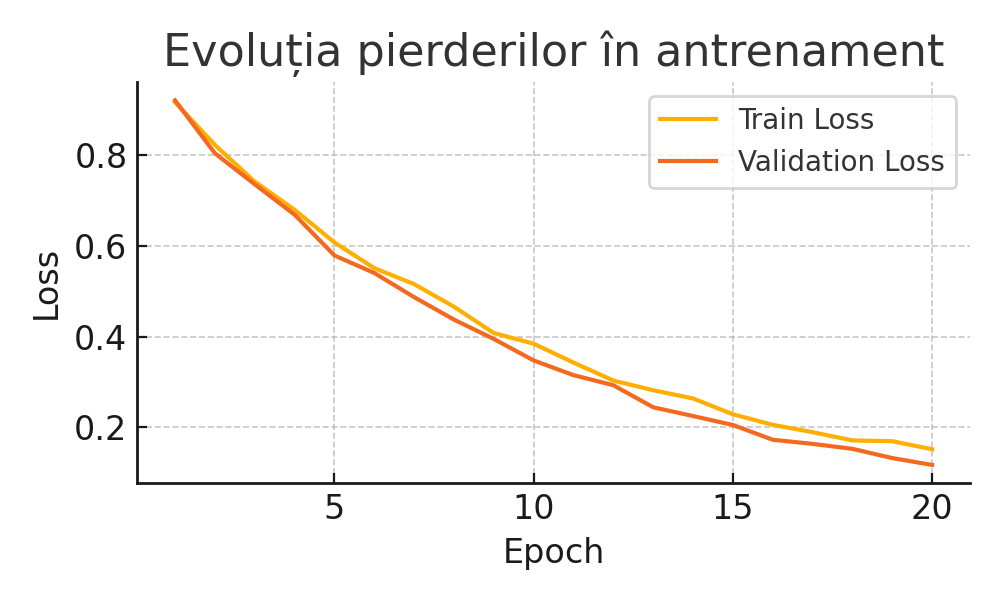 Evoluția pierderilor în antrenament
Train Loss
Validation Loss
0.8
0.6
0.4
0.2
Loss
5 10 15 20
Epoch